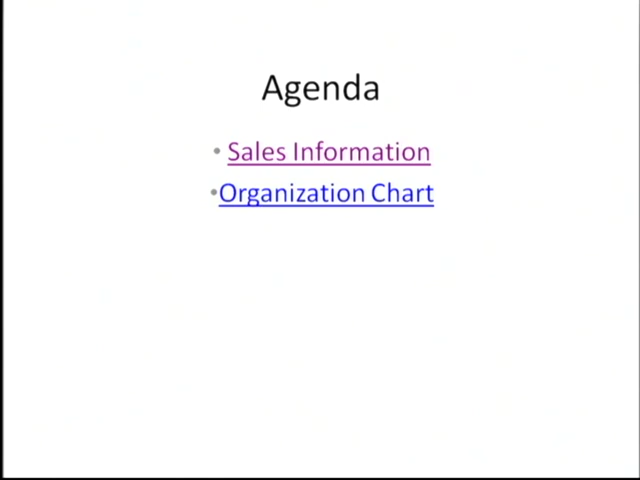 Agenda
• Sales Information
•Organization Chart